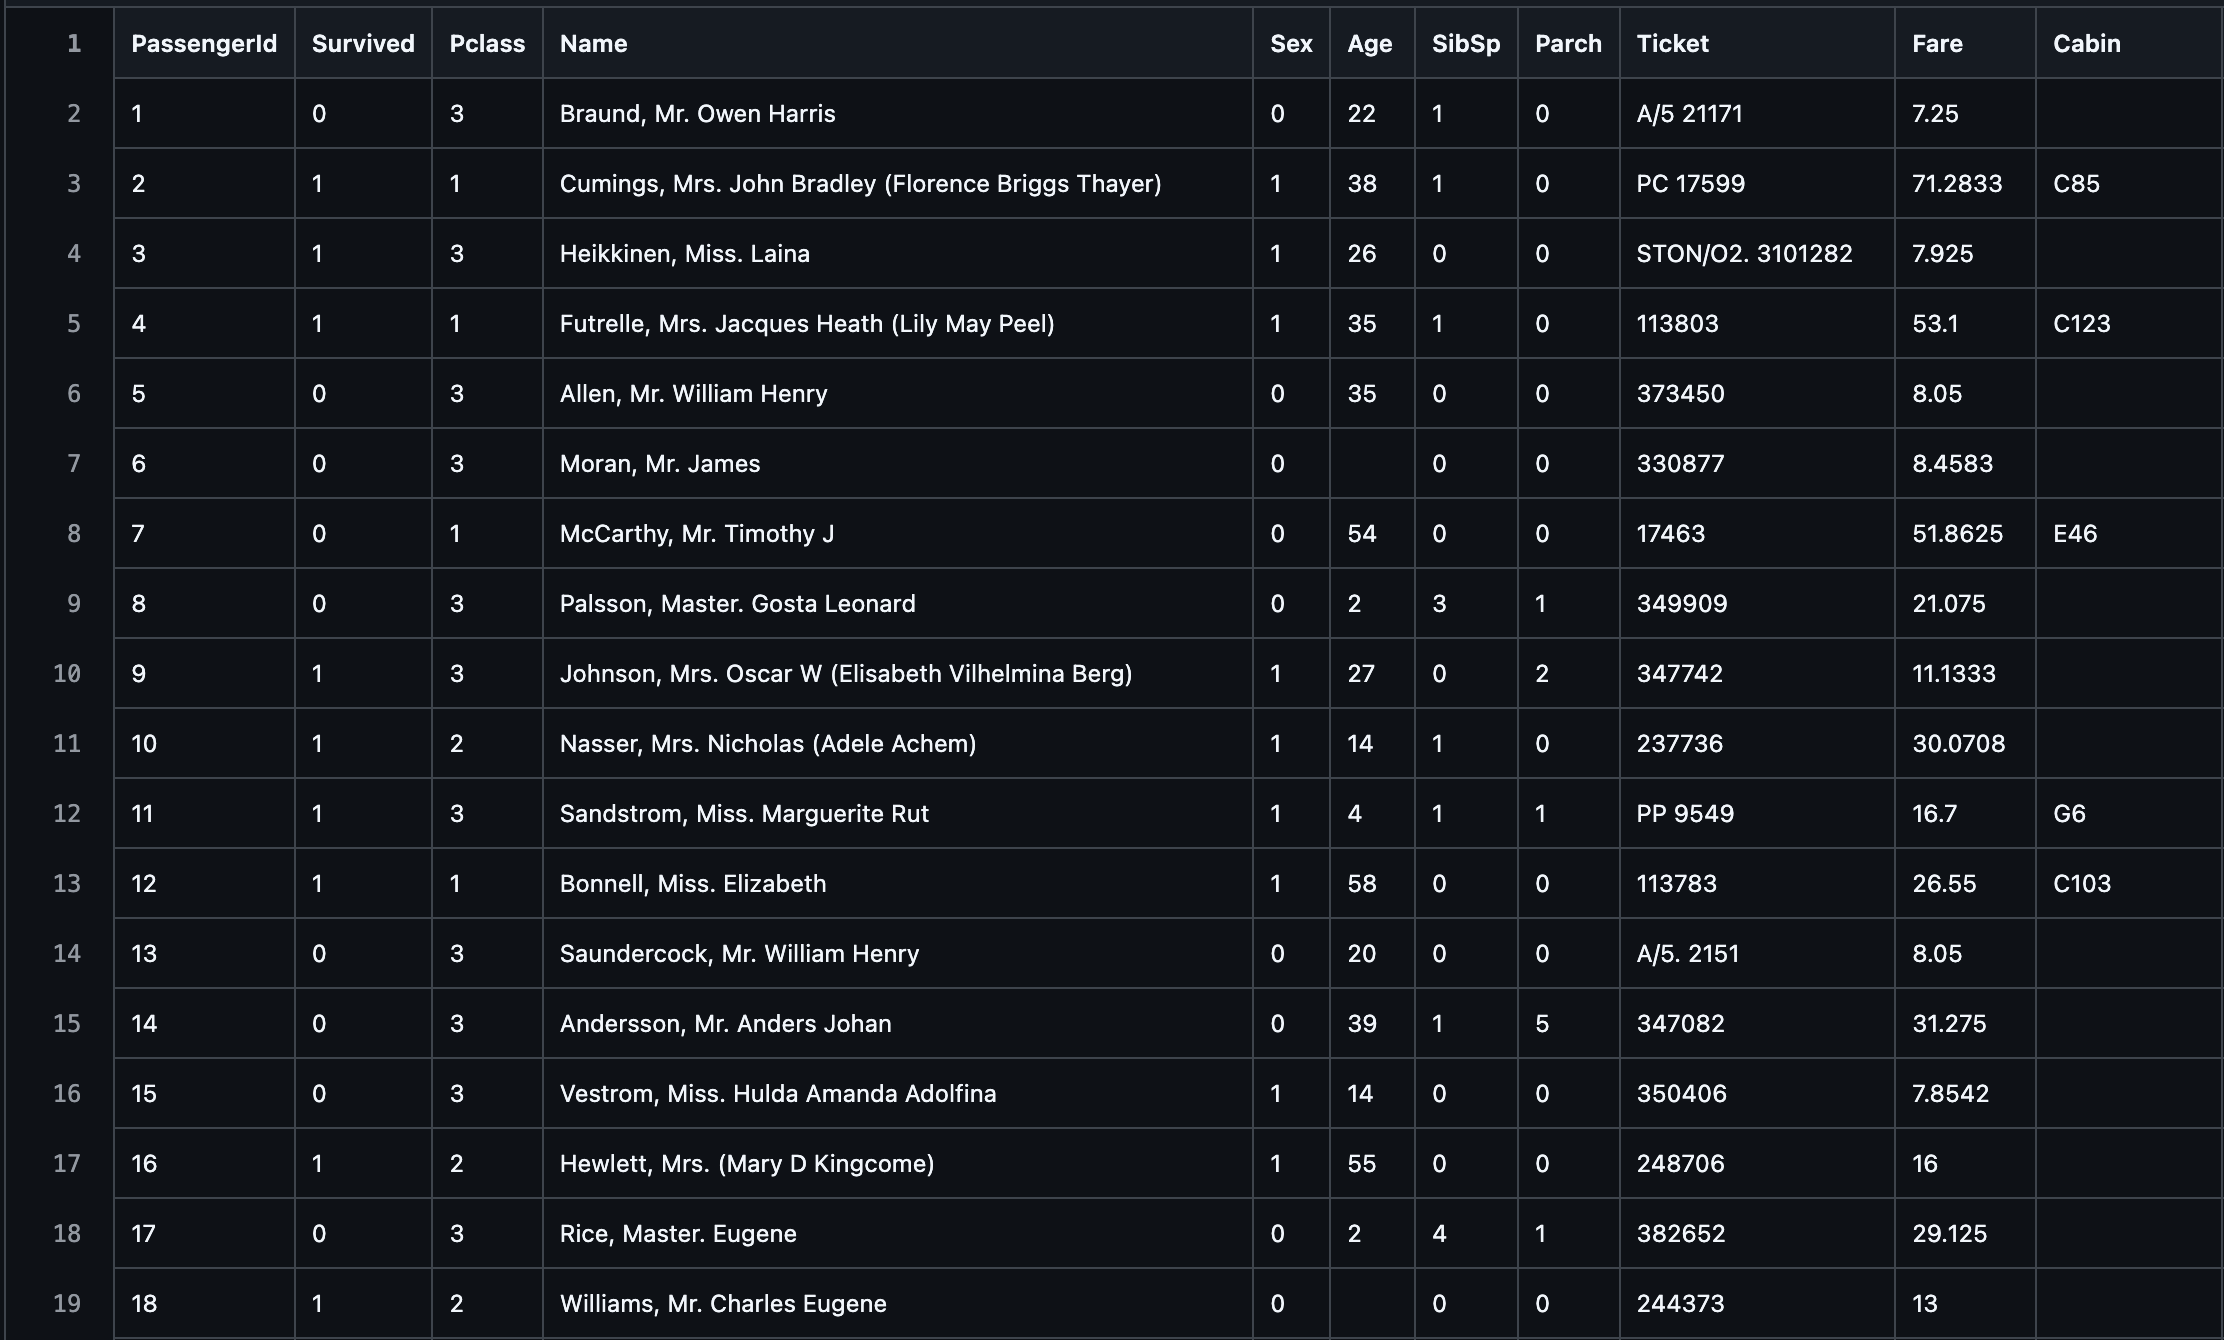 1 PassengerId Survived Pclass Name Sex Age SibSp Parch Ticket Fare Cabin
2 1 0 3 Braund, Mr. Owen Harris 0 22 1 0 A/5 21171 7.25
3 2 1 1 Cumings, Mrs. John Bradley (Florence Briggs Thayer) 1 38 1 0 PC 17599 71.2833 C85
4 3 1 3 Heikkinen, Miss. Laina 1 26 0 0 STON/O2. 3101282 7.925
5 4 1 1 Futrelle, Mrs. Jacques Heath (Lily May Peel) 1 35 1 0 113803 53.1 C123
6 5 0 3 Allen, Mr. William Henry 0 35 0 0 373450 8.05
7 6 0 3 Moran, Mr. James 0 0 0 330877 8.4583
8 7 0 1 McCarthy, Mr. Timothy J 0 54 0 0 17463 51.8625 E46
9 8 0 3 Palsson, Master. Gosta Leonard 0 2 3 1 349909 21.075
10 9 1 3 Johnson, Mrs. Oscar W (Elisabeth Vilhelmina Berg) 1 27 0 2 347742 11.1333
11 10 1 2 Nasser, Mrs. Nicholas (Adele Achem) 1 14 1 0 237736 30.0708
12 11 1 3 Sandstrom, Miss. Marguerite Rut 1 4 1 1 PP 9549 16.7 G6
13 12 1 1 Bonnell, Miss. Elizabeth 1 58 0 0 113783 26.55 C103
14 13 0 3 Saundercock, Mr. William Henry 0 20 0 0 A/5. 2151 8.05
15 14 0 3 Andersson, Mr. Anders Johan 0 39 1 5 347082 31.275
16 15 0 3 Vestrom, Miss. Hulda Amanda Adolfina 1 14 0 0 350406 7.8542
17 16 1 2 Hewlett, Mrs. (Mary D Kingcome) 1 55 0 0 248706 16
18 17 0 3 Rice, Master. Eugene 0 2 4 1 382652 29.125
19 18 1 2 Williams, Mr. Charles Eugene 0 0 0 244373 13